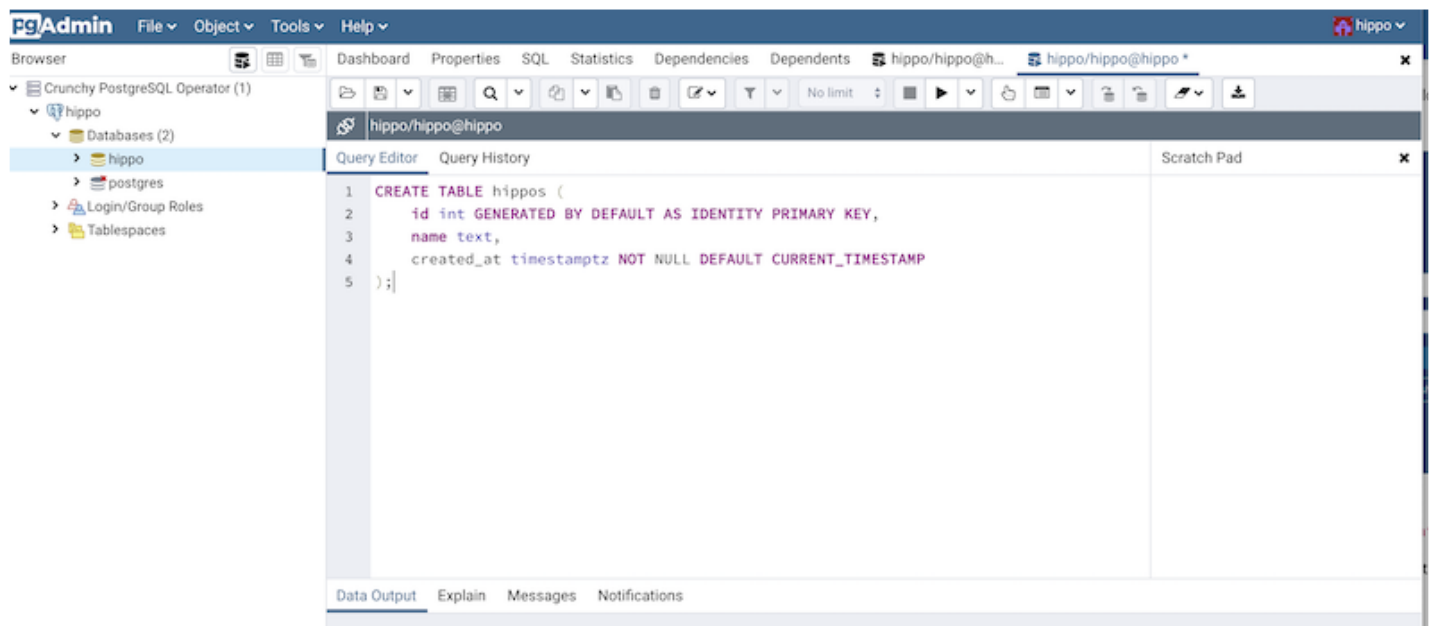 pgAdmin File Object Tools Help hippo
Browser
Dashboard Properties SQL Statistics Dependencies Dependents hippo/hippo@h... hippo/hippo@hippo *
Crunchy PostgreSQL Operator (1)
hippo
Databases (2)
hippo
postgres
Login/Group Roles
Tablespaces
No limit
hippo/hippo@hippo
Query Editor Query History
Scratch Pad
1 CREATE TABLE hippos (
2 id int GENERATED BY DEFAULT AS IDENTITY PRIMARY KEY,
3 name text,
4 created_at timestamptz NOT NULL DEFAULT CURRENT_TIMESTAMP
5 );
Data Output Explain Messages Notifications